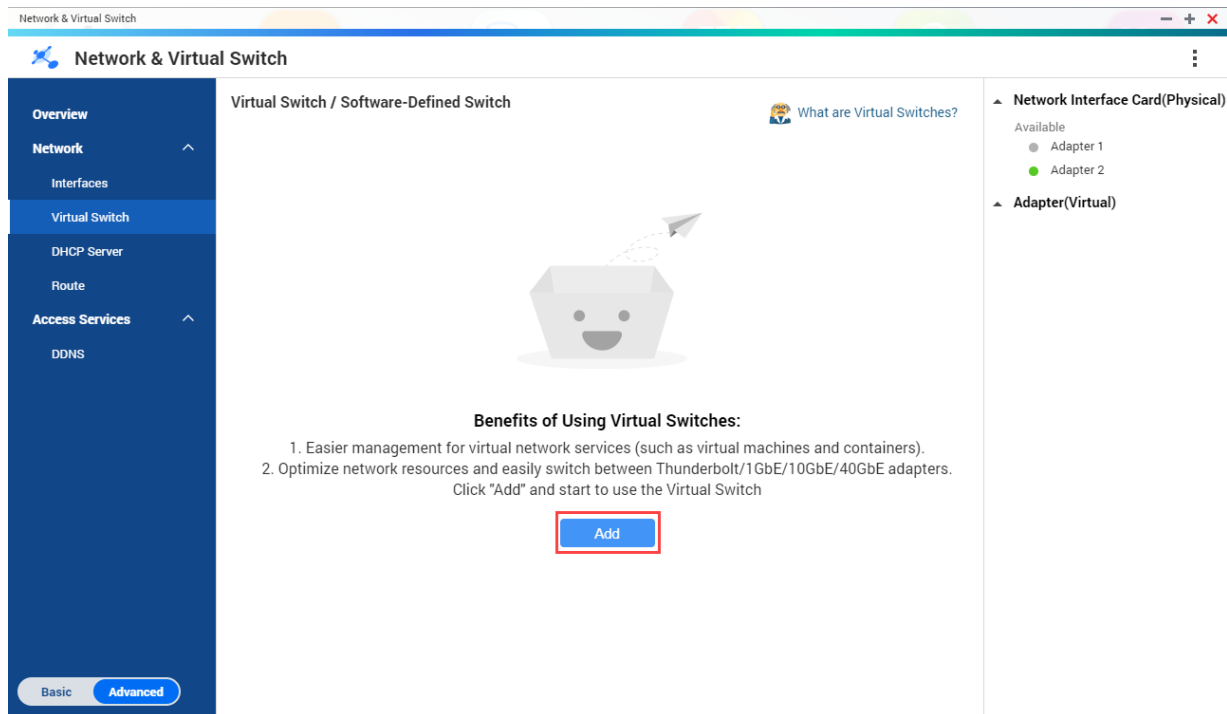 Network & Virtual Switch
Network & Virtual Switch
Overview
Network
Interfaces
Virtual Switch
DHCP Server
Route
Access Services
DDNS
Basic
Advanced
Virtual Switch / Software-Defined Switch
What are Virtual Switches?
Benefits of Using Virtual Switches:
1. Easier management for virtual network services (such as virtual machines and containers).
2. Optimize network resources and easily switch between Thunderbolt/1GbE/10GbE/40GbE adapters.
Click "Add" and start to use the Virtual Switch
Add
Network Interface Card(Physical)
Available
Adapter 1
Adapter 2
Adapter(Virtual)